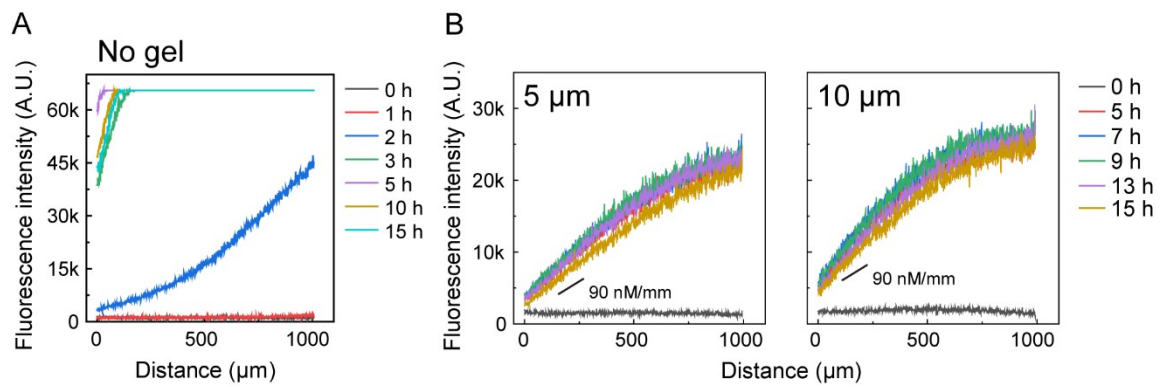 A
No gel
Fluorescence intensity (A.U.)
60k
45k
30k
15k
0
0
500
1000
Distance (µm)
0 h
1 h
2 h
3 h
5 h
10 h
15 h
B
Fluorescence intensity (A.U.)
30k
20k
10k
0
5 µm
90 nM/mm
0
500
1000
10 µm
90 nM/mm
0
500
1000
Distance (µm)
0 h
5 h
7 h
9 h
13 h
15 h